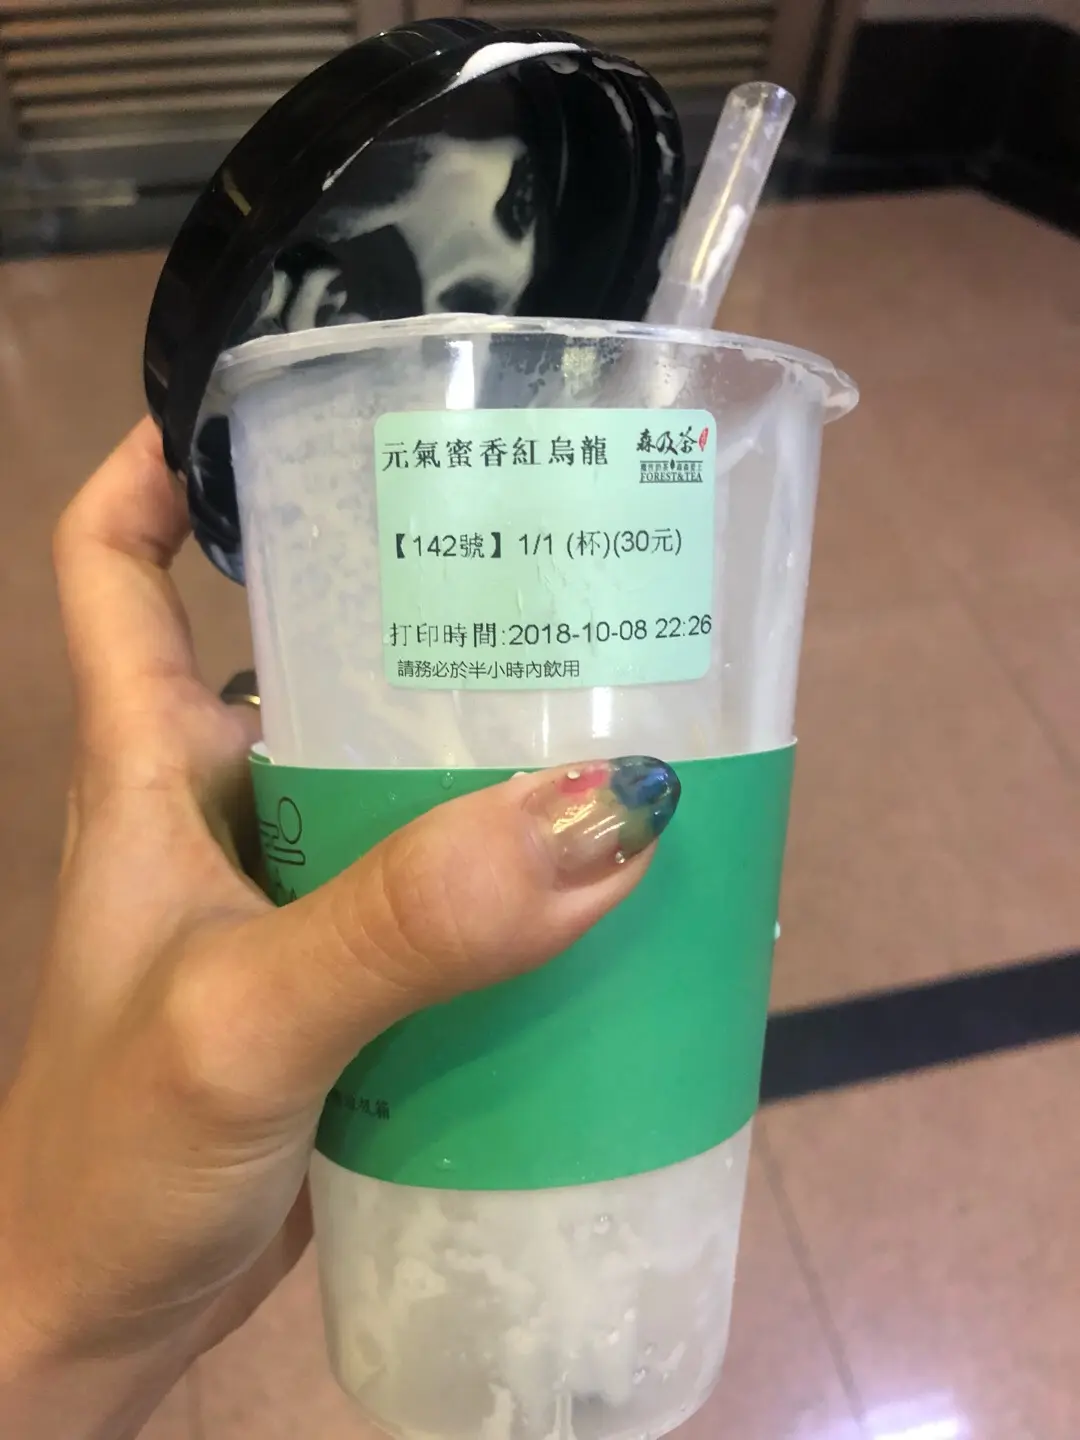 元氣蜜香紅烏龍
森及茶
FOREST&TEA
【142號】 1/1 (杯)(30元)
打印時間:2018-10-08 22:26
請務必於半小時內飲用